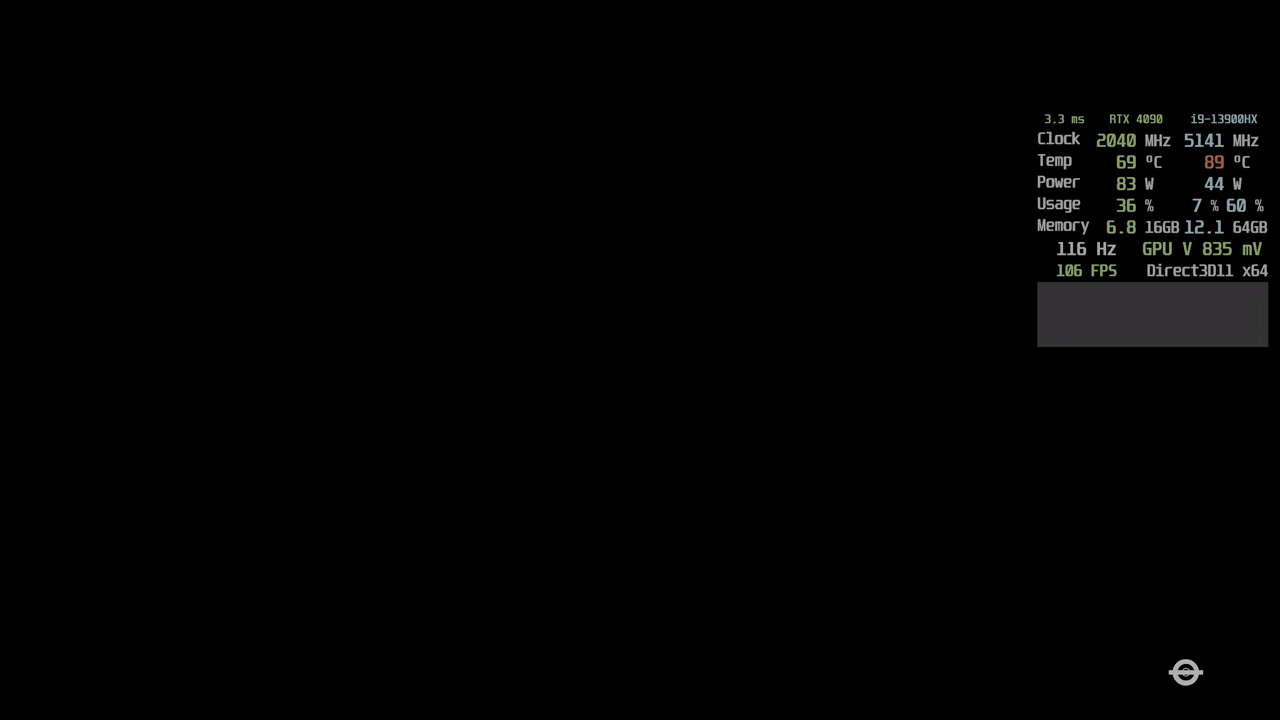 3.3 ms RTX 4090 i9-13900HX
Clock 2040 MHz 5141 MHz
Temp 69 ºC 89 ºC
Power 83 W 44 W
Usage 36 % 7 % 60 %
Memory 6.8 16GB 12.1 64GB
116 Hz GPU V 835 mV
106 FPS Direct3D11 x64